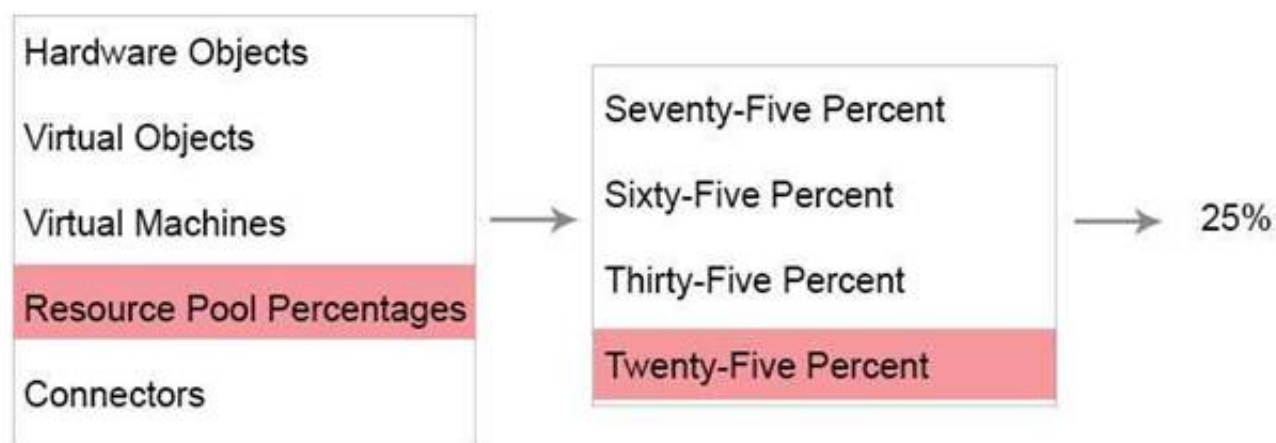 Hardware Objects
Virtual Objects
Virtual Machines
Resource Pool Percentages
Connectors
Seventy-Five Percent
Sixty-Five Percent
Thirty-Five Percent
Twenty-Five Percent
25%